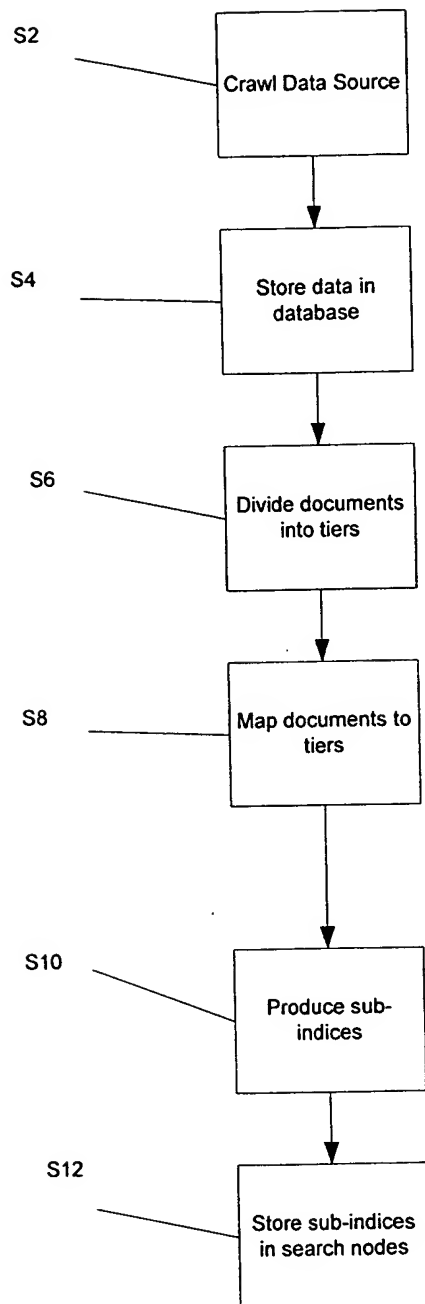 S2
Crawl Data Source
S4
Store data in
database
S6
Divide documents
into tiers
S8
Map documents to
tiers
S10
Produce sub-
indices
S12
Store sub-indices
in search nodes